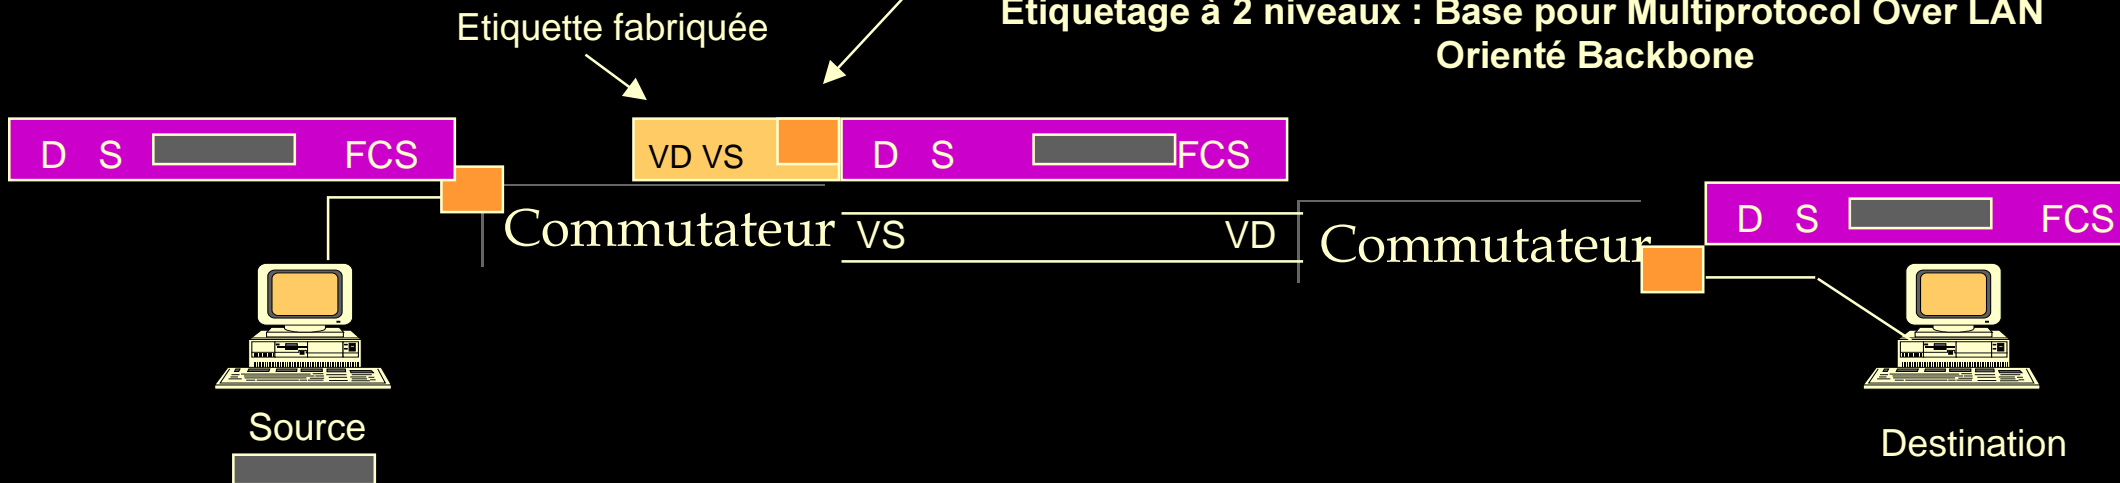 Etiquetage à 2 niveaux : Base pour Multiprotocol Over LAN
Orienté Backbone
Etiquette fabriquée
D S FCS
VD VS
D S FCS
Commutateur
VS VD
Commutateur
D S FCS
Source
Destination